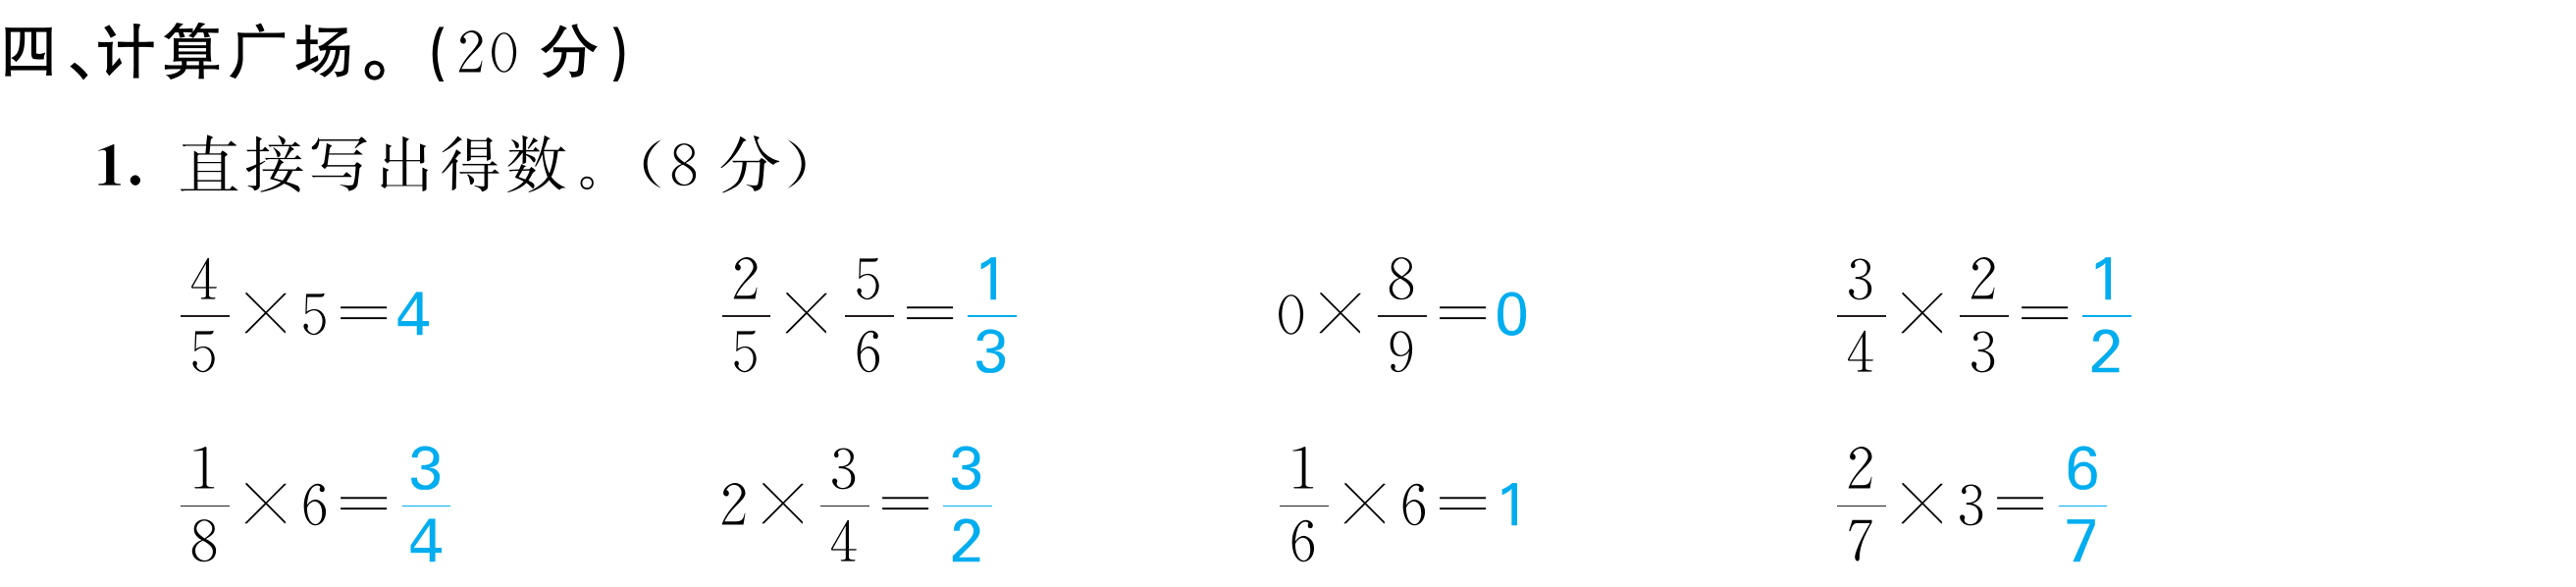 四、计算广场。(20 分)
1. 直接写出得数。(8 分)
4/5×5=4 2/5×5/6=1/3 0×8/9=0 3/4×2/3=1/2
1/8×6=3/4 2×3/4=3/2 1/6×6=1 2/7×3=6/7